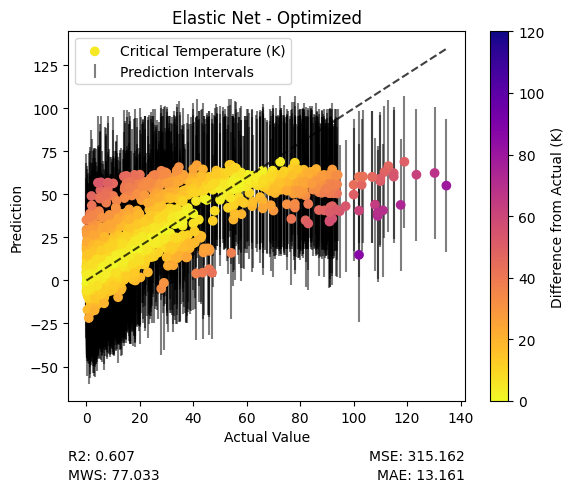 Elastic Net - Optimized
Critical Temperature (K)
Prediction Intervals
Prediction
125
100
75
50
25
0
−25
−50
0 20 40 60 80 100 120 140
Actual Value
120
100
80
60
40
20
0
Difference from Actual (K)
R2: 0.607 MSE: 315.162
MWS: 77.033 MAE: 13.161